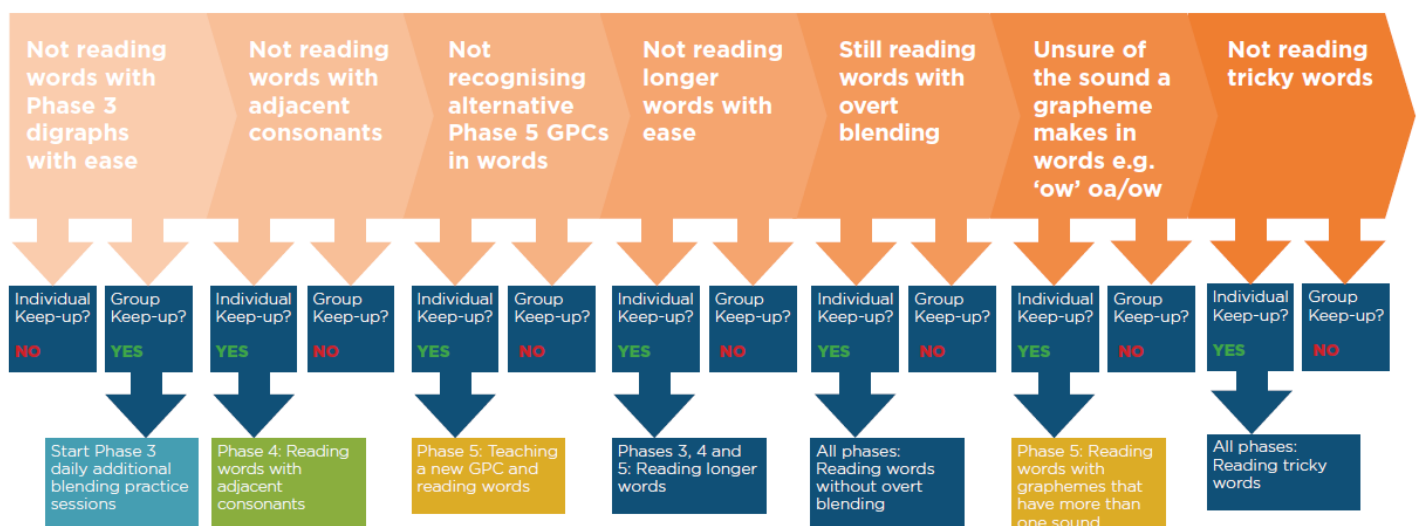 Not reading
words with
Phase 3
digraphs
with ease
Not reading
words with
adjacent
consonants
Not
recognising
alternative
Phase 5 GPCs
in words
Not reading
longer
words with
ease
Still reading
words with
overt
blending
Unsure of
the sound a
grapheme
makes in
words e.g.
‘ow’ oa/ow
Not reading
tricky words
Individual
Keep-up?
NO
Group
Keep-up?
YES
Individual
Keep-up?
YES
Group
Keep-up?
NO
Individual
Keep-up?
YES
Group
Keep-up?
NO
Individual
Keep-up?
YES
Group
Keep-up?
NO
Individual
Keep-up?
YES
Group
Keep-up?
NO
Individual
Keep-up?
YES
Group
Keep-up?
NO
Individual
Keep-up?
YES
Group
Keep-up?
NO
Start Phase 3
daily additional
blending practice
sessions
Phase 4: Reading
words with
adjacent
consonants
Phase 5: Teaching
a new GPC and
reading words
Phases 3, 4 and
5: Reading longer
words
All phases:
Reading words
without overt
blending
Phase 5: Reading
words with
graphemes that
have more than
one sound
All phases:
Reading tricky
words